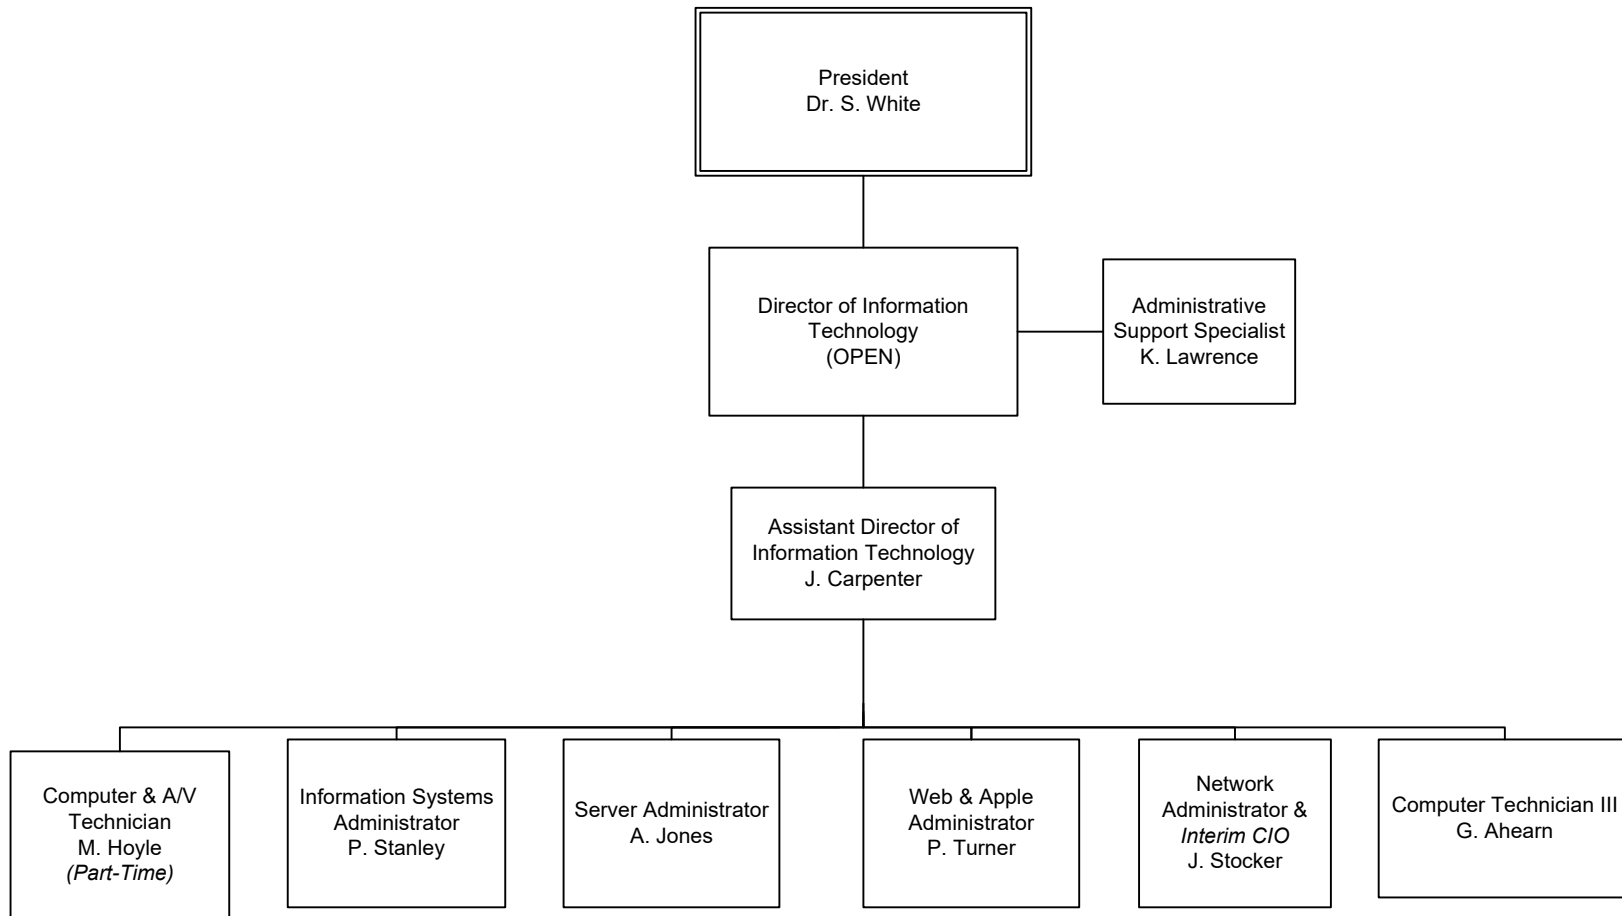 President
Dr. S. White
Director of Information
Technology
(OPEN)
Administrative
Support Specialist
K. Lawrence
Assistant Director of
Information Technology
J. Carpenter
Computer & A/V
Technician
M. Hoyle
(Part-Time)
Information Systems
Administrator
P. Stanley
Server Administrator
A. Jones
Web & Apple
Administrator
P. Turner
Network
Administrator &
Interim CIO
J. Stocker
Computer Technician III
G. Ahearn